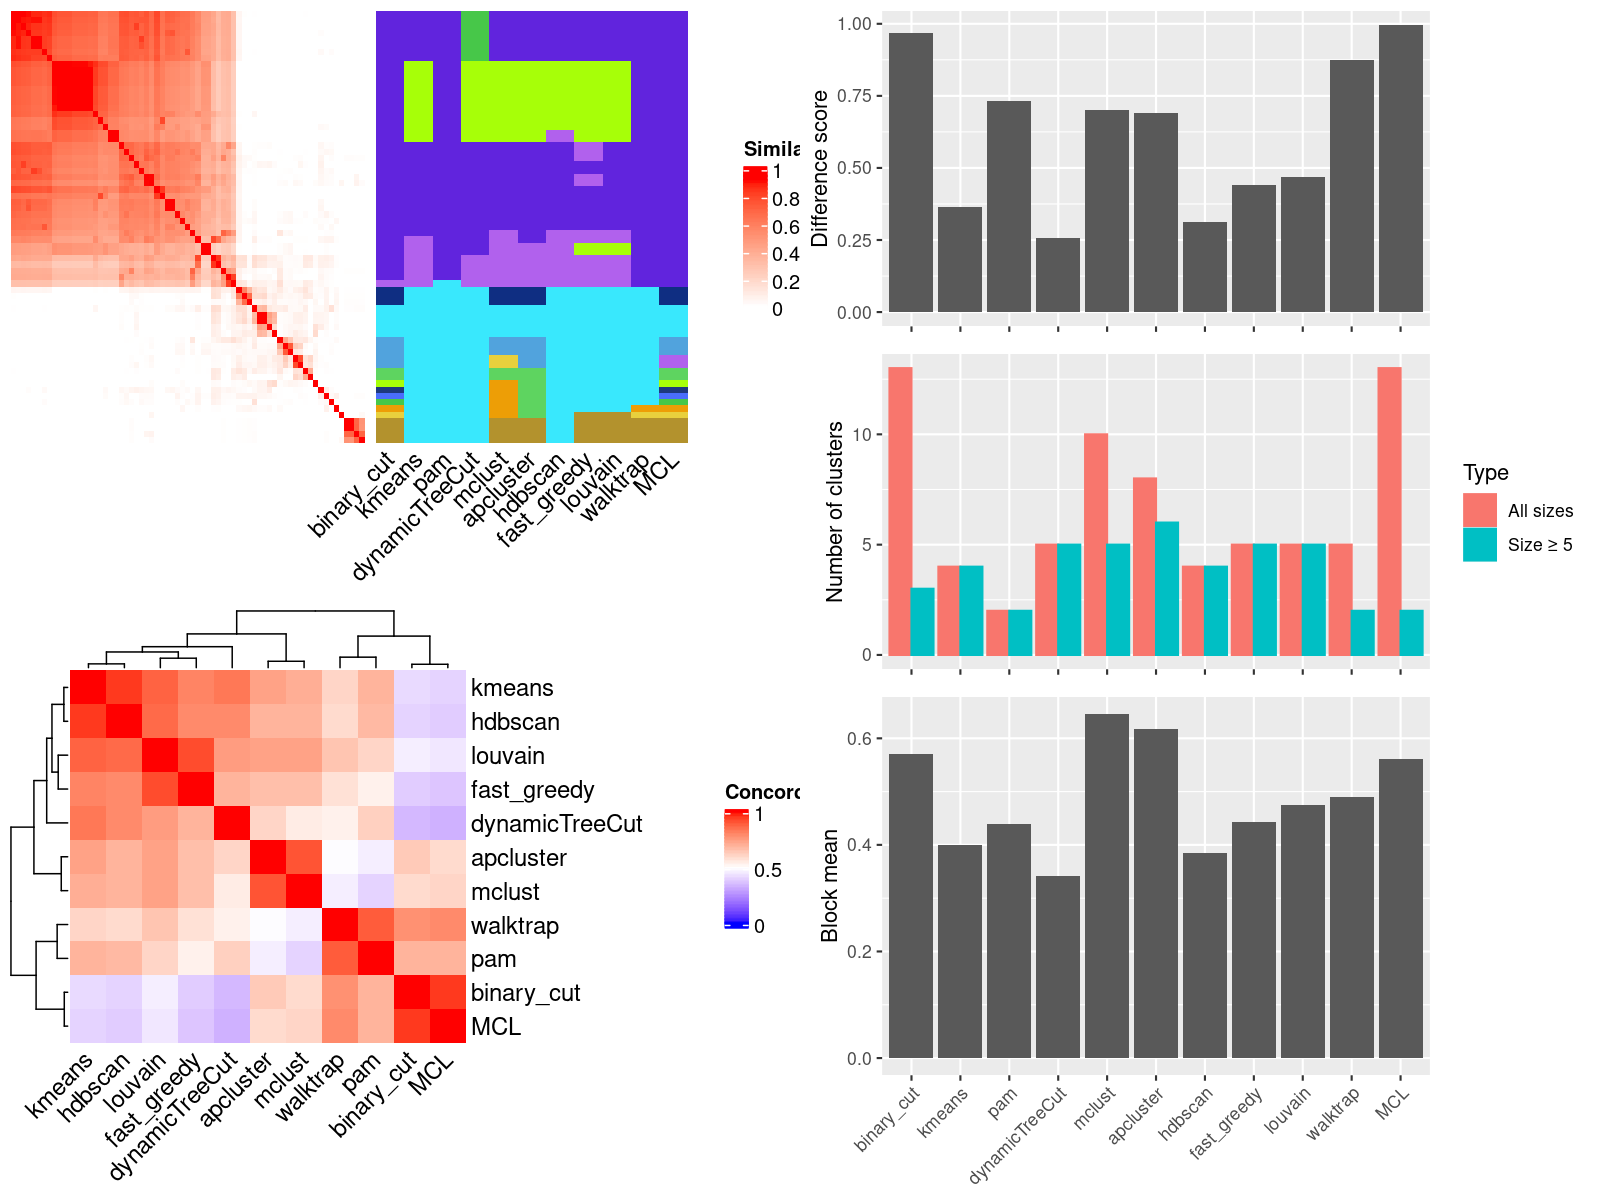 Simila
1
0.8
0.6
0.4
0.2
0
binary_cut
kmeans
pam
dynamicTreeCut
mclust
apcluster
hdbscan
fast_greedy
louvain
walktrap
MCL
kmeans
hdbscan
louvain
fast_greedy
dynamicTreeCut
apcluster
mclust
walktrap
pam
binary_cut
MCL
kmeans
hdbscan
louvain
fast_greedy
dynamicTreeCut
apcluster
mclust
walktrap
pam
binary_cut
MCL
Concord
1
0.5
0
Difference score
1.00
0.75
0.50
0.25
0.00
Number of clusters
10
5
0
Type
All sizes
Size ≥ 5
Block mean
0.6
0.4
0.2
0.0
binary_cut
kmeans
pam
dynamicTreeCut
mclust
apcluster
hdbscan
fast_greedy
louvain
walktrap
MCL